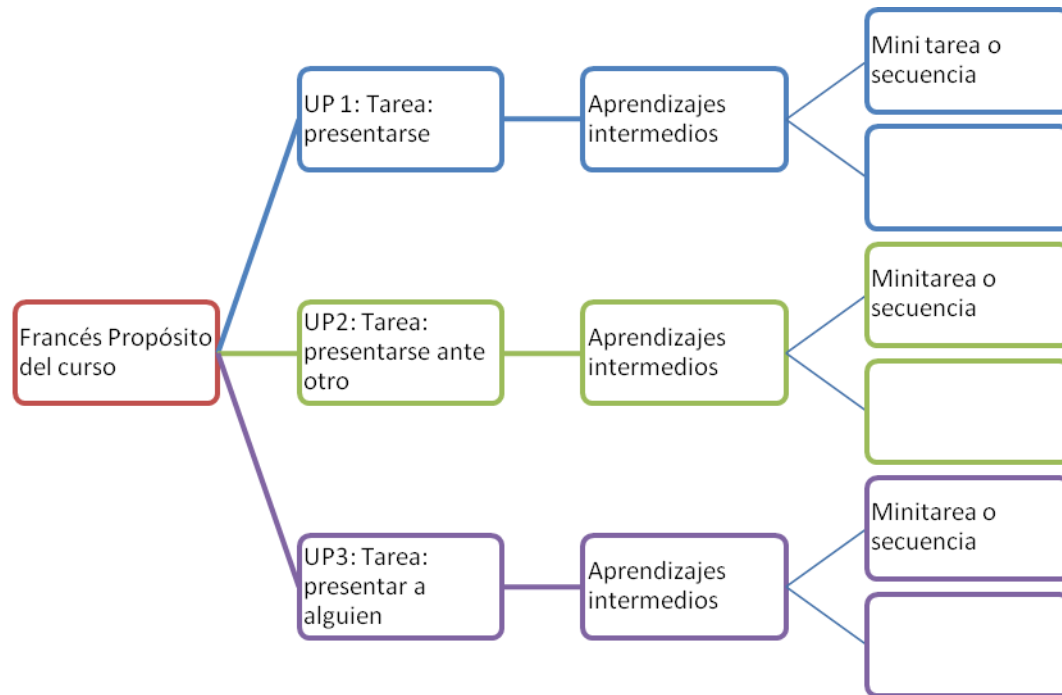 Mini tarea o
secuencia
UP 1: Tarea:
presentarse
Aprendizajes
intermedios
Minitarea o
secuencia
Francés Propósito
del curso
UP2: Tarea:
presentarse ante
otro
Aprendizajes
intermedios
Minitarea o
secuencia
UP3: Tarea:
presentar a
alguien
Aprendizajes
intermedios